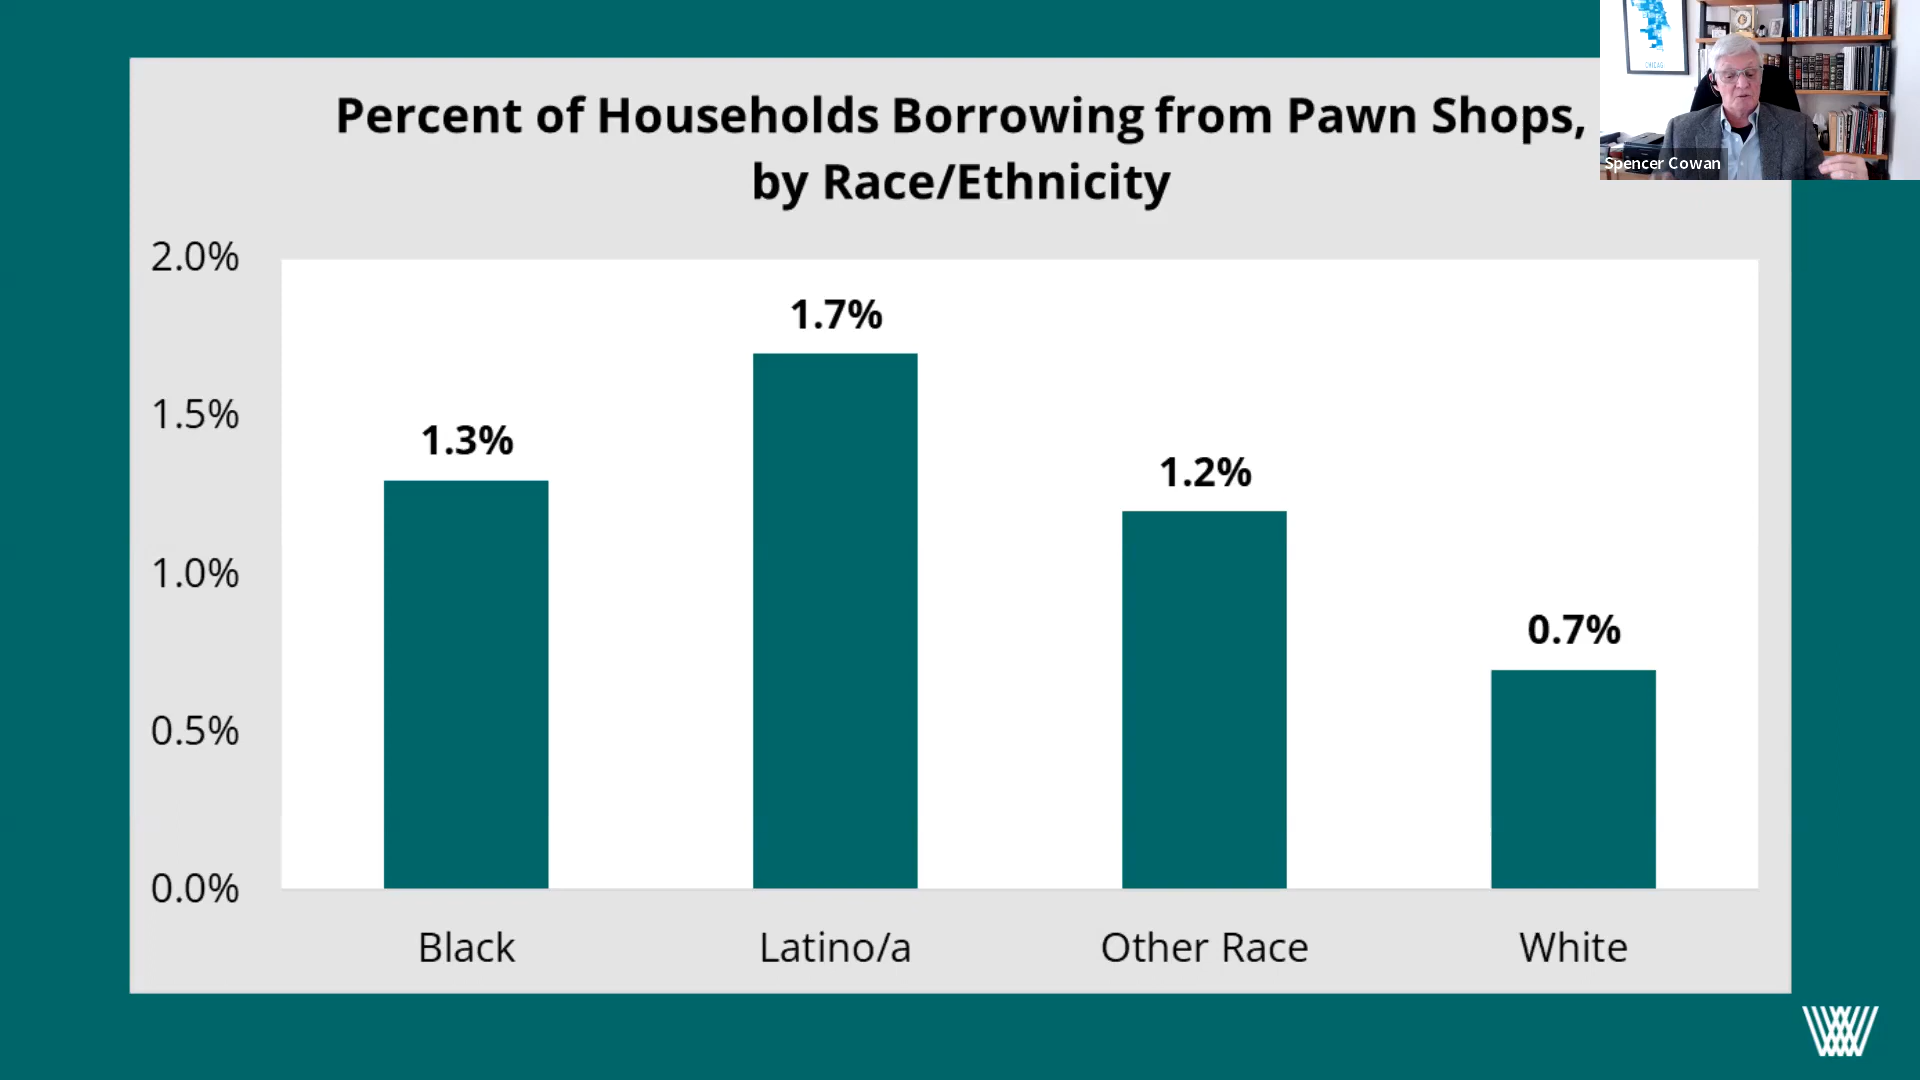 Percent of Households Borrowing from Pawn Shops,
by Race/Ethnicity
CHICAG
Spencer Cowan
2.0%
1.5%
1.0%
0.5%
0.0%
1.3%
1.7%
1.2%
0.7%
Black
Latino/a
Other Race
White